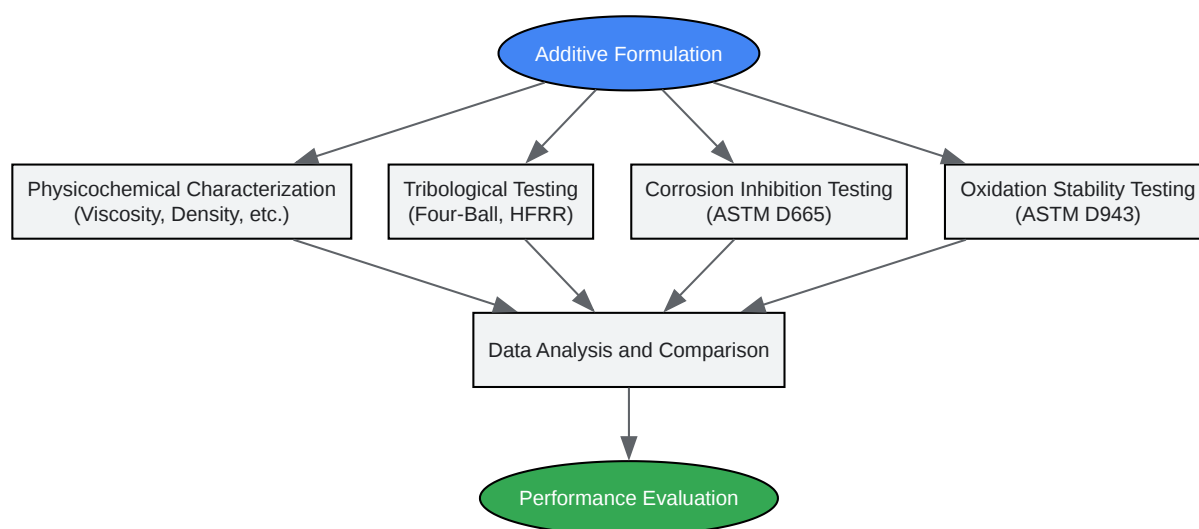 Additive Formulation
Physicochemical Characterization
(Viscosity, Density, etc.)
Tribological Testing
(Four-Ball, HFRR)
Corrosion Inhibition Testing
(ASTM D665)
Oxidation Stability Testing
(ASTM D943)
Data Analysis and Comparison
Performance Evaluation